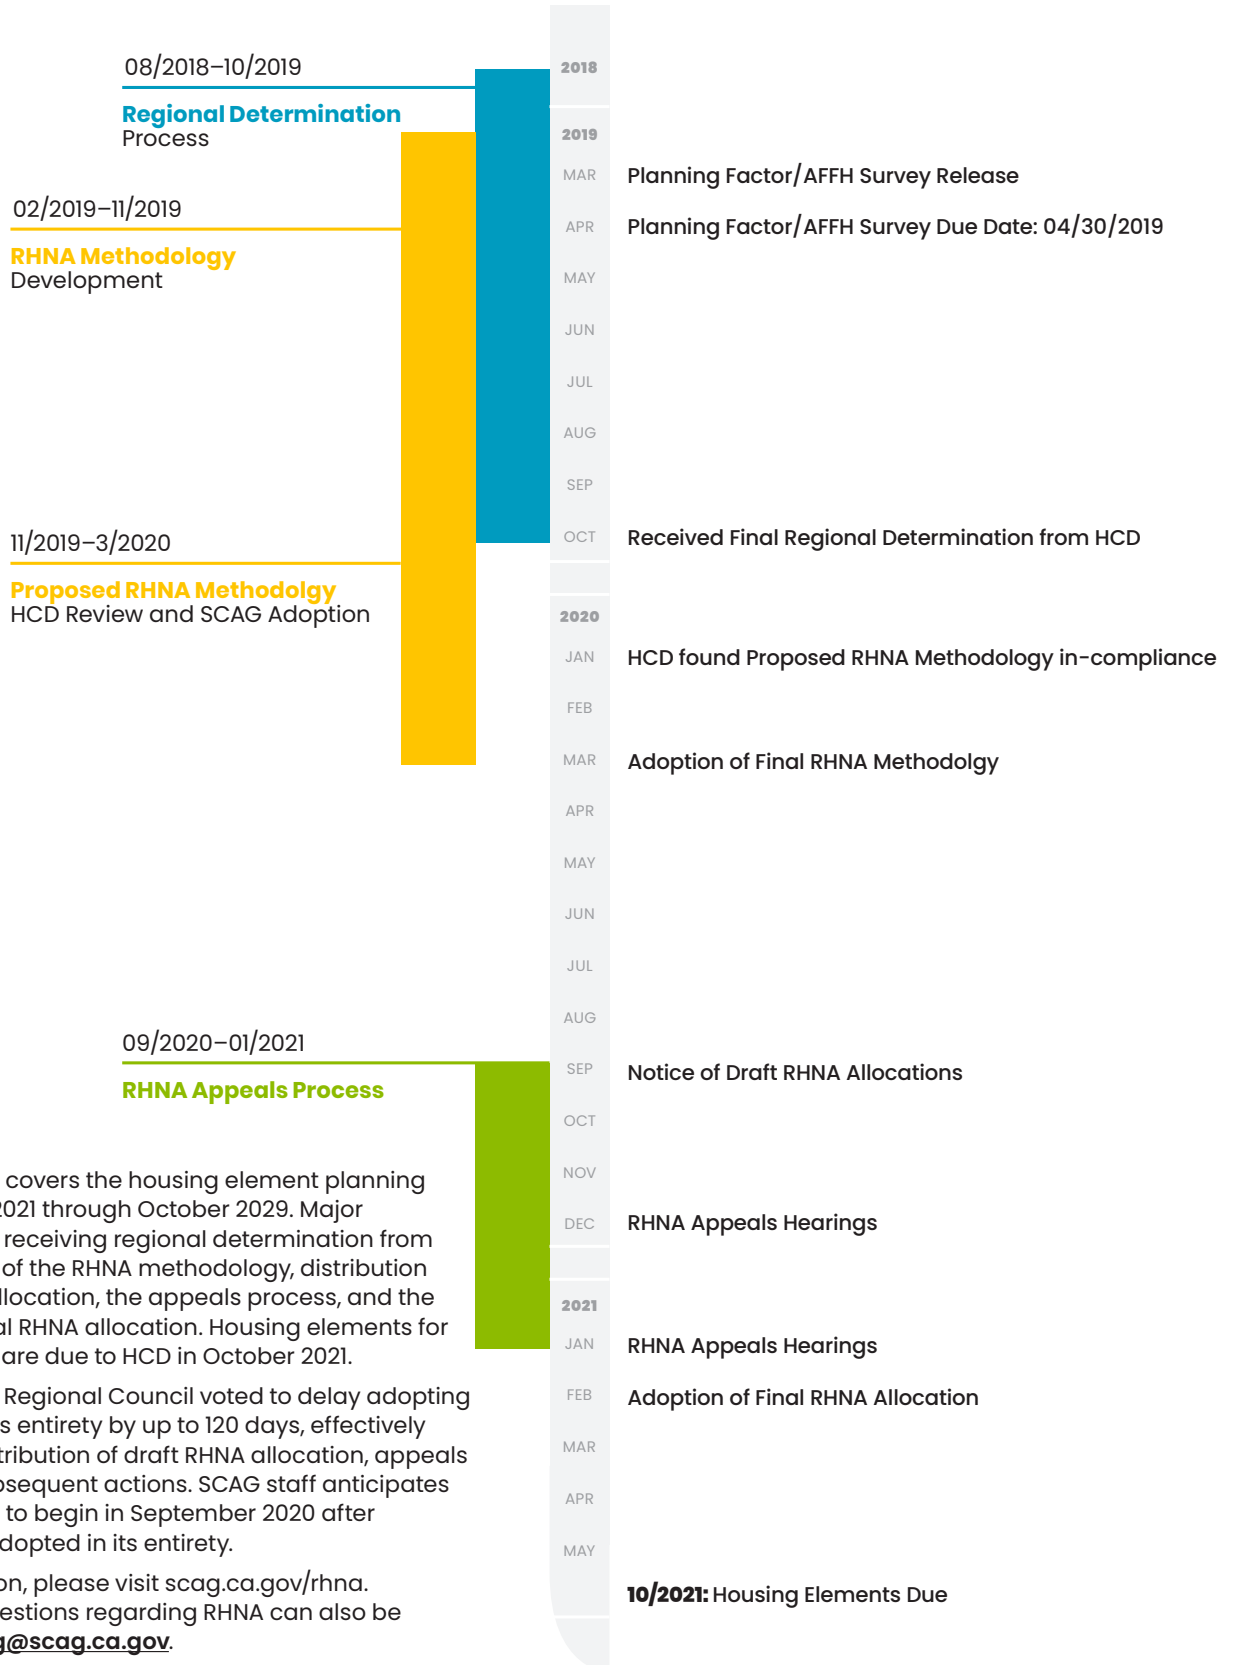 08/2018–10/2019
Regional Determination
Process
02/2019–11/2019
RHNA Methodology
Development
11/2019–3/2020
Proposed RHNA Methodolgy
HCD Review and SCAG Adoption
09/2020–01/2021
RHNA Appeals Process
covers the housing element planning
2021 through October 2029. Major
receiving regional determination from
of the RHNA methodology, distribution
allocation, the appeals process, and the
RHNA allocation. Housing elements for
are due to HCD in October 2021.
Regional Council voted to delay adopting
entirety by up to 120 days, effectively
of draft RHNA allocation, appeals
actions. SCAG staff anticipates
to begin in September 2020 after
adopted in its entirety.
please visit scag.ca.gov/rhna.
regarding RHNA can also be
g@scag.ca.gov.
2018
2019
MAR Planning Factor/AFFH Survey Release
APR Planning Factor/AFFH Survey Due Date: 04/30/2019
MAY
JUN
JUL
AUG
SEP
OCT Received Final Regional Determination from HCD
2020
JAN HCD found Proposed RHNA Methodology in-compliance
FEB
MAR Adoption of Final RHNA Methodolgy
APR
MAY
JUN
JUL
AUG
SEP Notice of Draft RHNA Allocations
OCT
NOV
DEC RHNA Appeals Hearings
2021
JAN RHNA Appeals Hearings
FEB Adoption of Final RHNA Allocation
MAR
APR
MAY
10/2021: Housing Elements Due